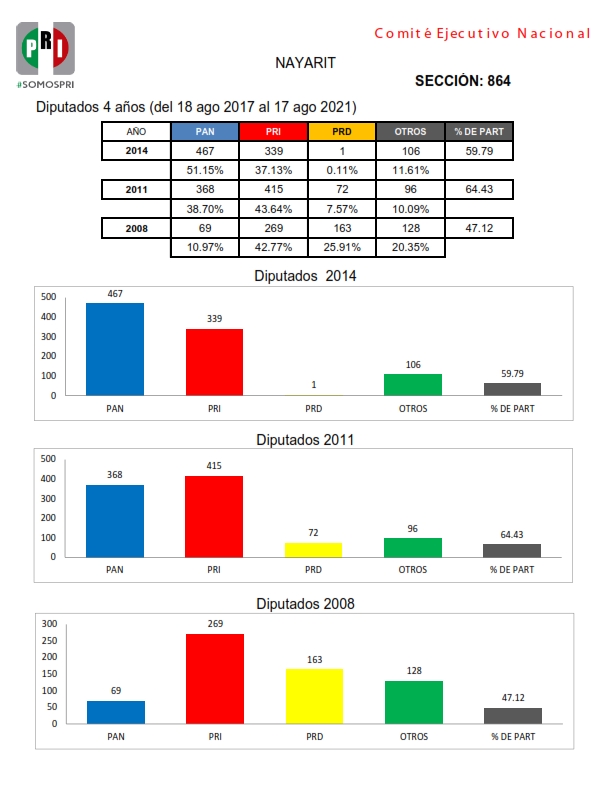 Comité Ejecutivo Nacional
PRI
#SOMOSPRI
NAYARIT
SECCIÓN: 864
Diputados 4 años (del 18 ago 2017 al 17 ago 2021)
AÑO PAN PRI PRD OTROS % DE PART
2014 467 339 1 106 59.79
51.15% 37.13% 0.11% 11.61%
2011 368 415 72 96 64.43
38.70% 43.64% 7.57% 10.09%
2008 69 269 163 128 47.12
10.97% 42.77% 25.91% 20.35%
Diputados 2014
500
400
300
200
100
0
467
339
1
106
59.79
PAN PRI PRD OTROS % DE PART
Diputados 2011
500
400
300
200
100
0
368
415
72
96
64.43
PAN PRI PRD OTROS % DE PART
Diputados 2008
300
250
200
150
100
50
0
69
269
163
128
47.12
PAN PRI PRD OTROS % DE PART